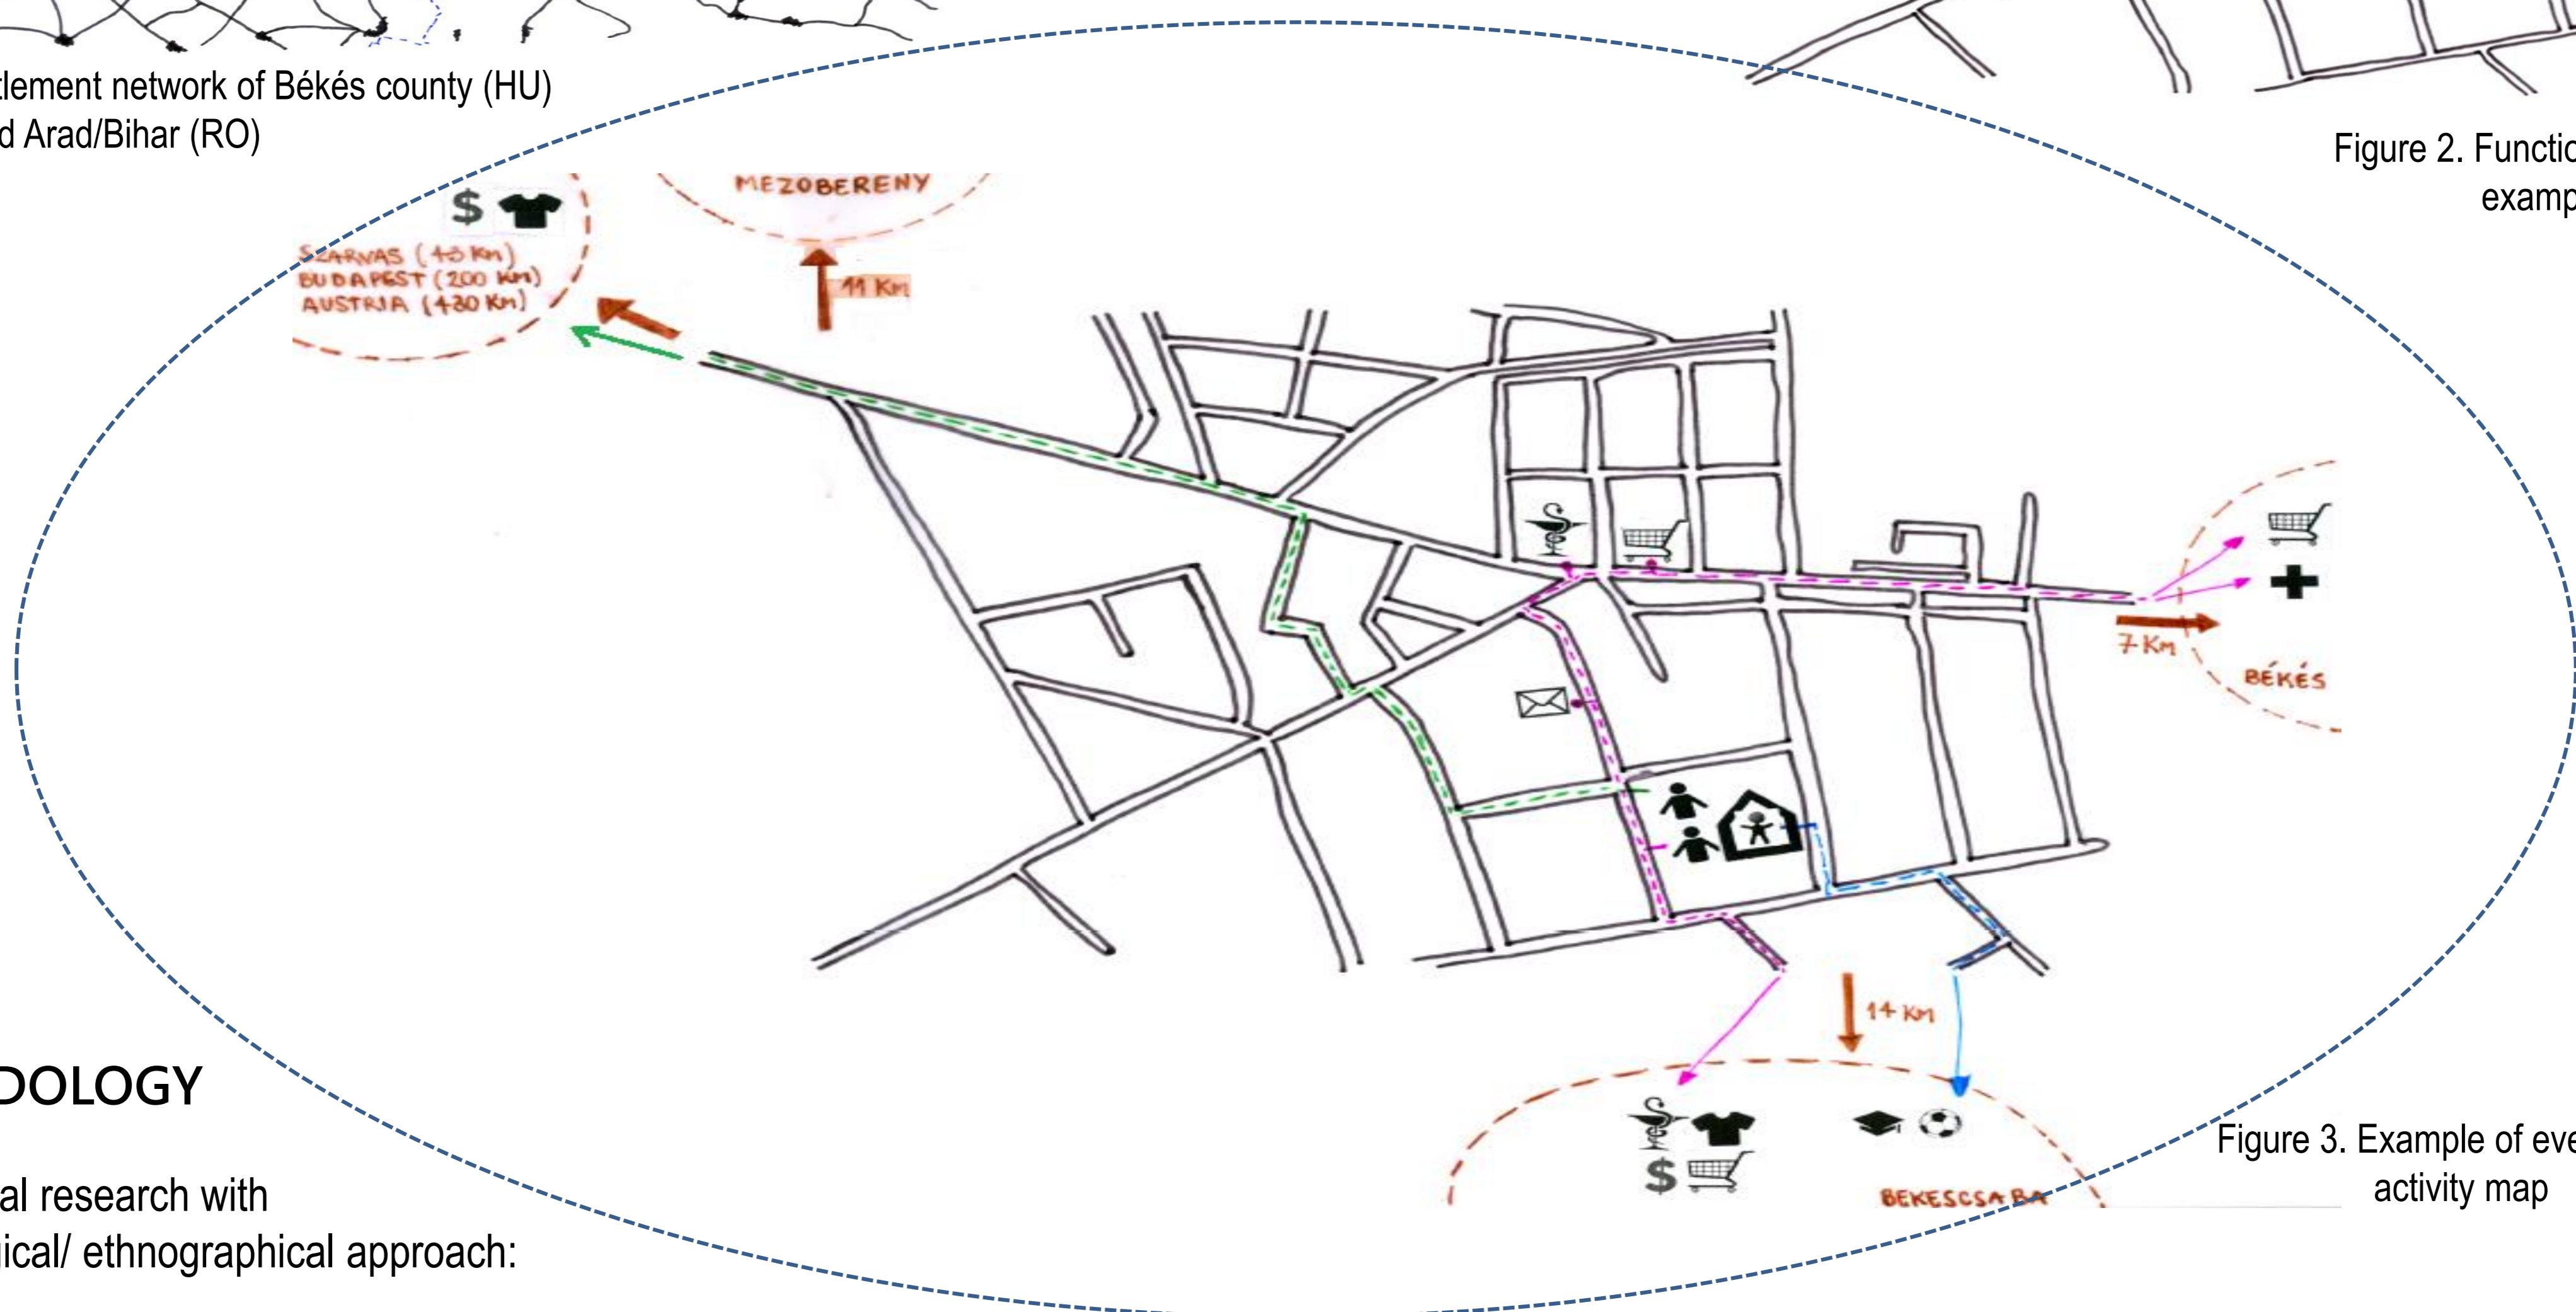 tlement network of Békés county (HU)
d Arad/Bihar (RO)
Figure 2. Functio
examp
MEZOBERENY
$
SZARVAS (43 Km)
BUDAPEST (200 Km)
AUSTRIA (430 Km)
11 Km
7 Km
BÉKÉS
14 KM
$
BEKESCSABA
Figure 3. Example of eve
activity map
DOLOGY
al research with
gical/ ethnographical approach: